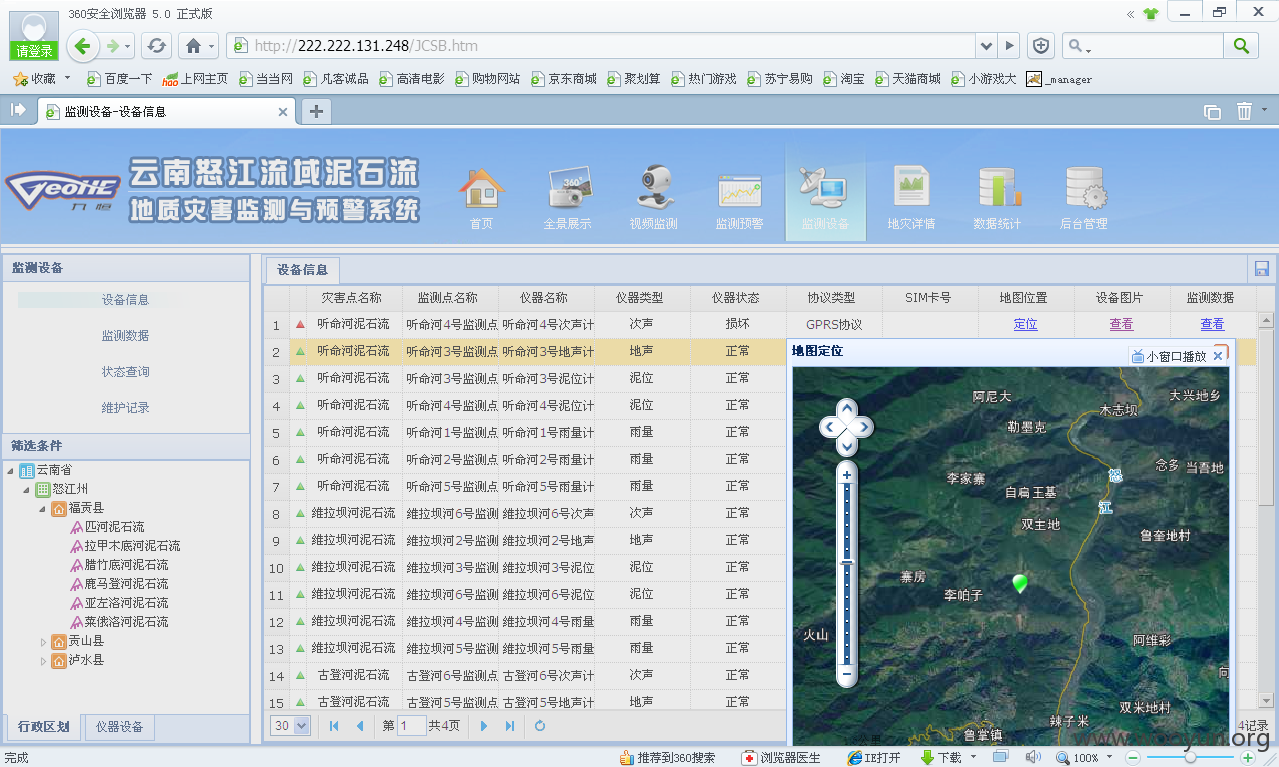 360安全浏览器 5.0 正式版
请登录
http://222.222.131.248/JCSB.htm
收藏 百度一下 上网主页 当当网 凡客诚品 高清电影 购物网站 京东商城 聚划算 热门游戏 苏宁易购 淘宝 天猫商城 小游戏大 _manager
监测设备-设备信息
GeoHE 九恒
云南怒江流域泥石流
地质灾害监测与预警系统
首页 全景展示 视频监测 监测预警 监测设备 地灾详情 数据统计 后台管理
监测设备
设备信息
监测数据
状态查询
维护记录
筛选条件
云南省
怒江州
福贡县
匹河泥石流
拉甲木底河泥石流
腊竹底河泥石流
鹿马登河泥石流
亚左洛河泥石流
莱俄洛河泥石流
贡山县
泸水县
行政区划 仪器设备
设备信息
灾害点名称 监测点名称 仪器名称 仪器类型 仪器状态 协议类型 SIM卡号 地图位置 设备图片 监测数据
1 听命河泥石流 听命河4号监测点 听命河4号次声计 次声 损坏 GPRS协议 定位 查看 查看
2 听命河泥石流 听命河3号监测点 听命河3号地声计 地声 正常
3 听命河泥石流 听命河3号监测点 听命河3号泥位计 泥位 正常
4 听命河泥石流 听命河4号监测点 听命河4号泥位计 泥位 正常
5 听命河泥石流 听命河1号监测点 听命河1号雨量计 雨量 正常
6 听命河泥石流 听命河2号监测点 听命河2号雨量计 雨量 正常
7 听命河泥石流 听命河5号监测点 听命河5号雨量计 雨量 正常
8 维拉坝河泥石流 维拉坝河6号监测 维拉坝河6号次声 次声 正常
9 维拉坝河泥石流 维拉坝河2号监测 维拉坝河2号地声 地声 正常
10 维拉坝河泥石流 维拉坝河3号监测 维拉坝河3号泥位 泥位 正常
11 维拉坝河泥石流 维拉坝河6号监测 维拉坝河6号泥位 泥位 正常
12 维拉坝河泥石流 维拉坝河4号监测 维拉坝河4号雨量 雨量 正常
13 维拉坝河泥石流 维拉坝河5号监测 维拉坝河5号雨量 雨量 正常
14 古登河泥石流 古登河6号监测点 古登河6号次声计 次声 正常
15 古登河泥石流 古登河5号监测点 古登河5号地声计 地声 正常
30 第 1 共4页
4记录
地图定位 小窗口播放
阿尼大 大兴地乡
木志坝
勒墨克
念多 当吾地
李家寨 怒
自扁王基
江
双主地
鲁奎地村
寨房
李帕子
火山 阿维彩
向
双米地村
辣子米
鲁掌镇
公里
www.wooyun.org
完成 推荐到360搜索 浏览器医生 IE打开 下载 100%